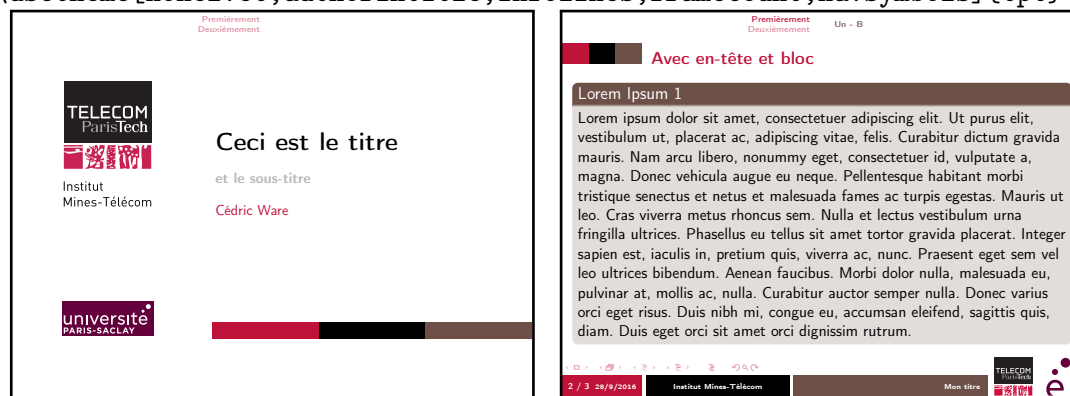 Premièrement
Deuxièmement
TELECOM
ParisTech
Institut
Mines-Télécom
université
PARIS-SACLAY
Ceci est le titre
et le sous-titre
Cédric Ware
Premièrement
Deuxièmement
Un - B
Avec en-tête et bloc
Lorem Ipsum 1
Lorem ipsum dolor sit amet, consectetuer adipiscing elit. Ut purus elit,
vestibulum ut, placerat ac, adipiscing vitae, felis. Curabitur dictum gravida
mauris. Nam arcu libero, nonummy eget, consectetuer id, vulputate a,
magna. Donec vehicula augue eu neque. Pellentesque habitant morbi
tristique senectus et netus et malesuada fames ac turpis egestas. Mauris ut
leo. Cras viverra metus rhoncus sem. Nulla et lectus vestibulum urna
fringilla ultrices. Phasellus eu tellus sit amet tortor gravida placerat. Integer
sapien est, iaculis in, pretium quis, viverra ac, nunc. Praesent eget sem vel
leo ultrices bibendum. Aenean faucibus. Morbi dolor nulla, malesuada eu,
pulvinar at, mollis ac, nulla. Curabitur auctor semper nulla. Donec varius
orci eget risus. Duis nibh mi, congue eu, accumsan eleifend, sagittis quis,
diam. Duis eget orci sit amet orci dignissim rutrum.
2 / 3 28/9/2016
Institut Mines-Télécom
Mon titre
TELECOM
ParisTech
é